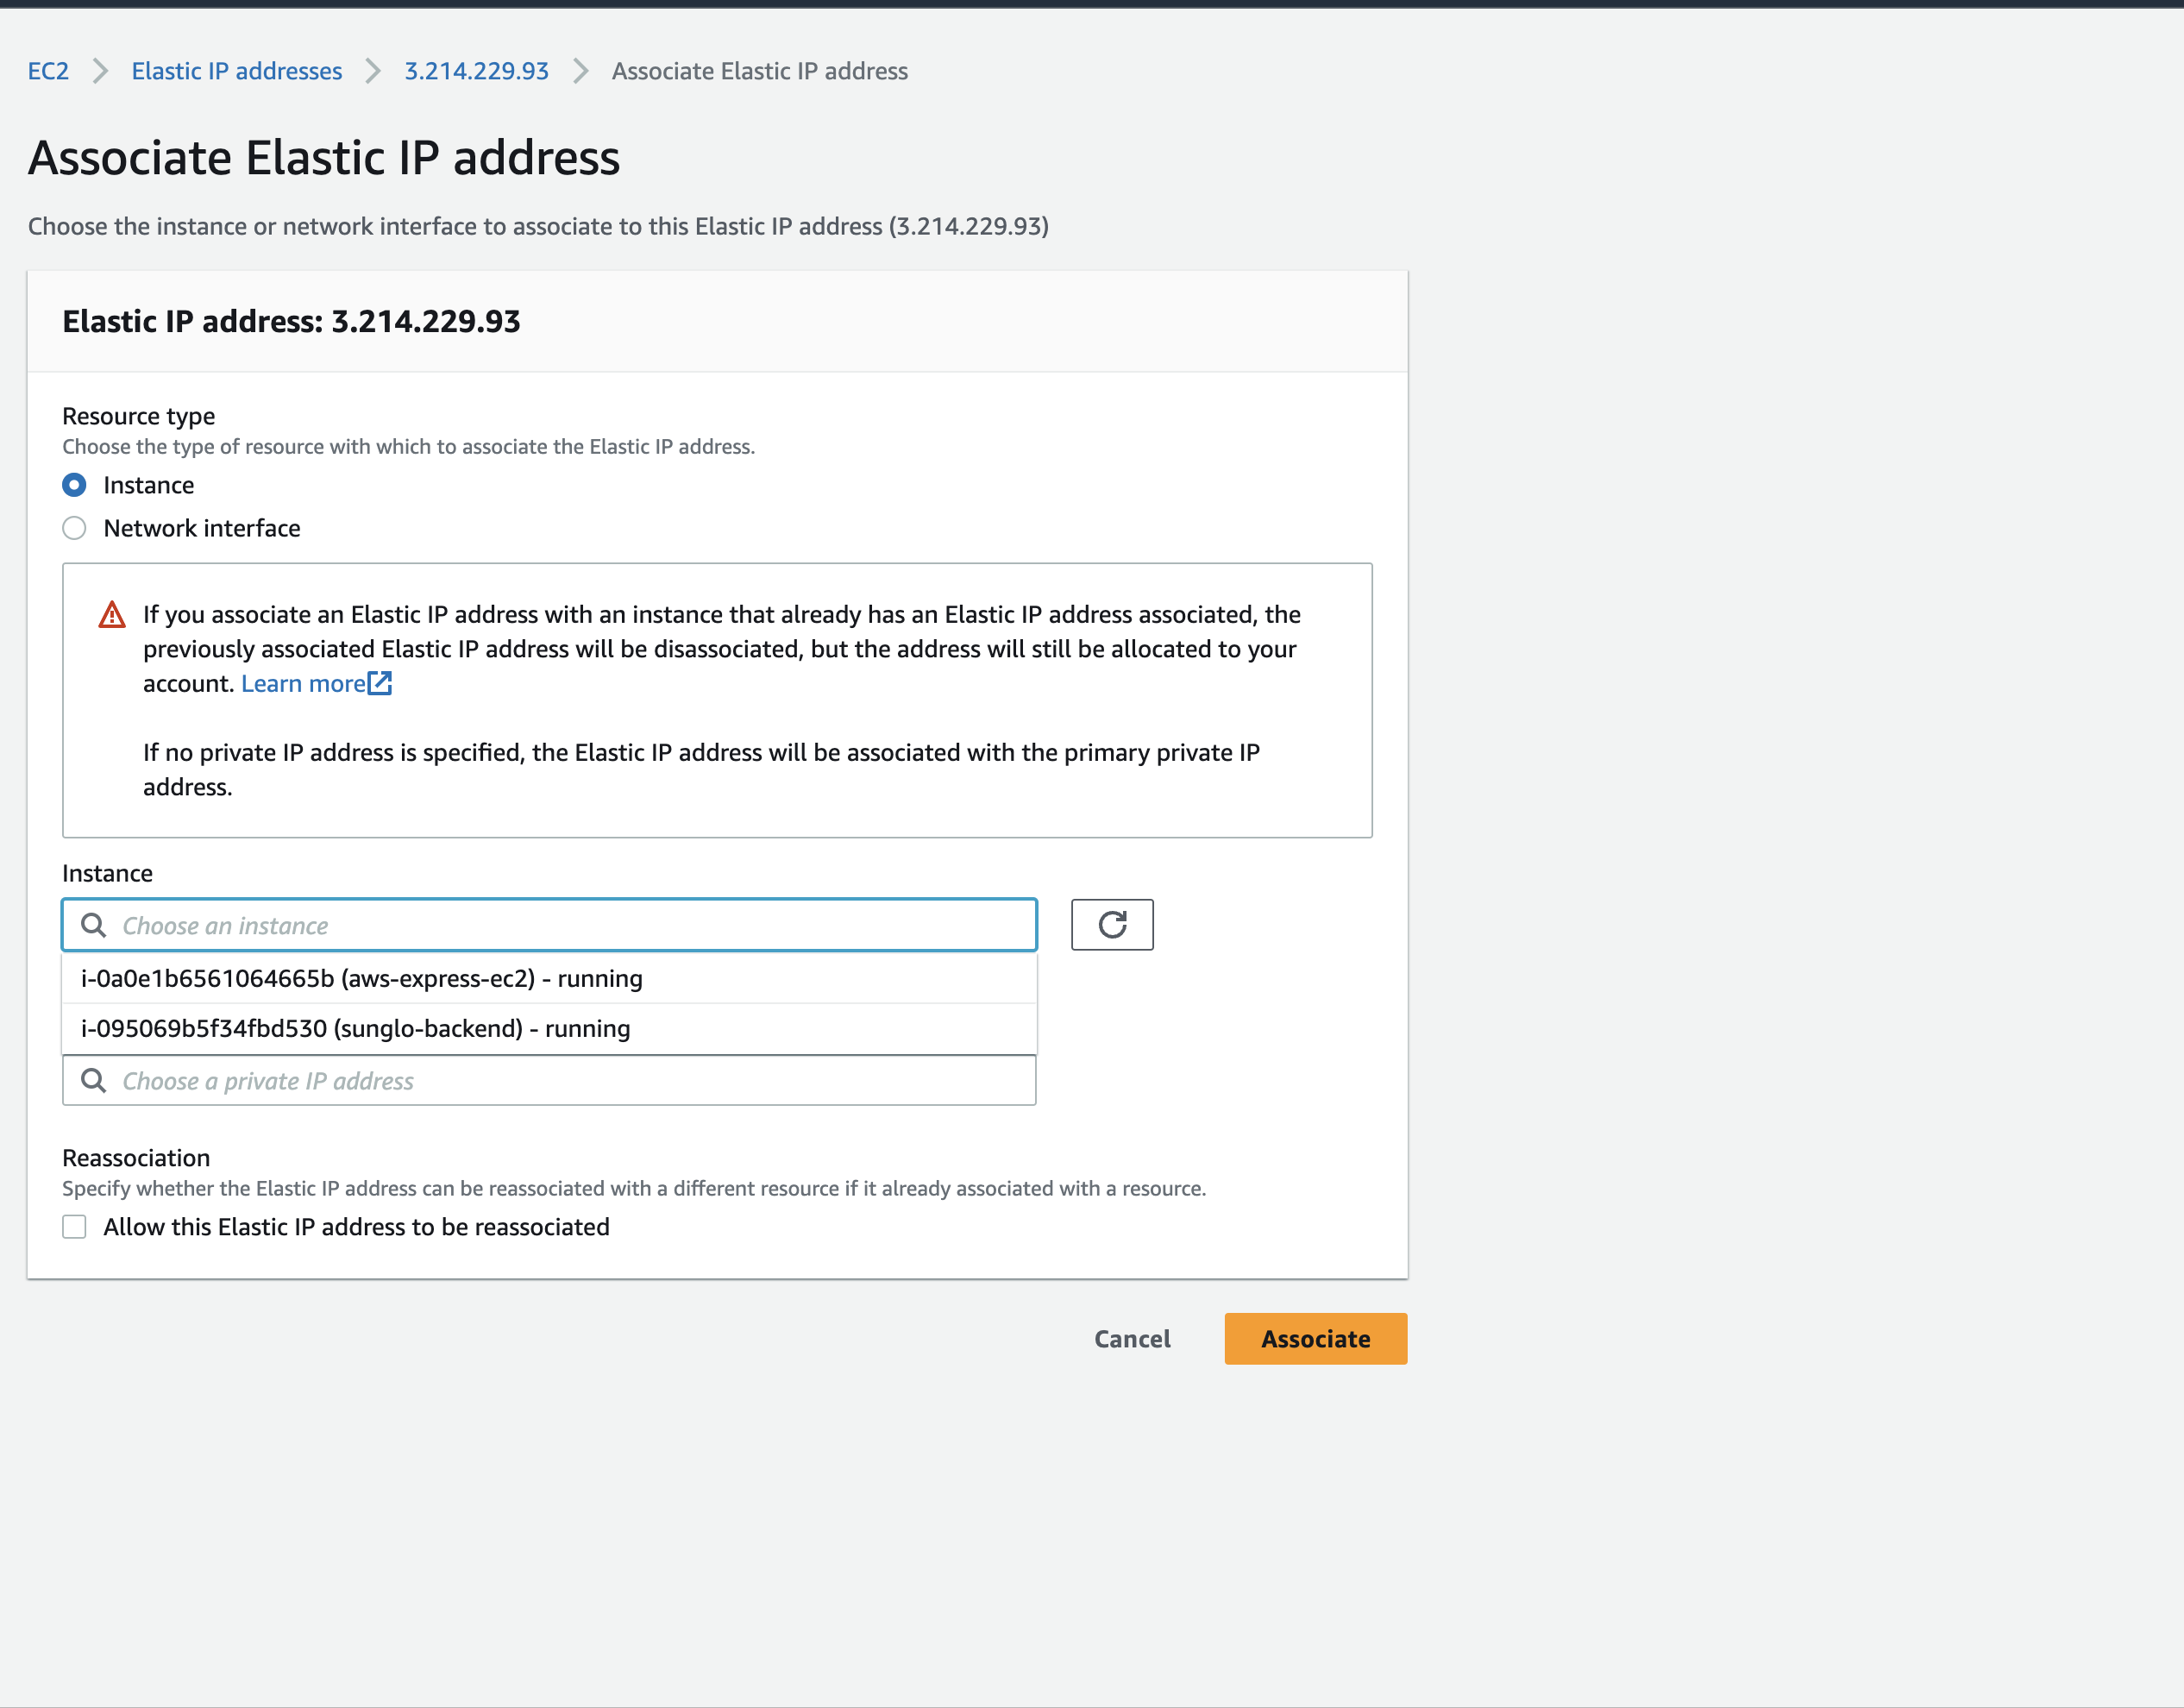 EC2 > Elastic IP addresses > 3.214.229.93 > Associate Elastic IP address
Associate Elastic IP address
Choose the instance or network interface to associate to this Elastic IP address (3.214.229.93)
Elastic IP address: 3.214.229.93
Resource type
Choose the type of resource with which to associate the Elastic IP address.
Instance
Network interface
If you associate an Elastic IP address with an instance that already has an Elastic IP address associated, the
previously associated Elastic IP address will be disassociated, but the address will still be allocated to your
account. Learn more
If no private IP address is specified, the Elastic IP address will be associated with the primary private IP
address.
Instance
Choose an instance
i-0a0e1b6561064665b (aws-express-ec2) - running
i-095069b5f34fbd530 (sunglo-backend) - running
Choose a private IP address
Reassociation
Specify whether the Elastic IP address can be reassociated with a different resource if it already associated with a resource.
Allow this Elastic IP address to be reassociated
Cancel
Associate